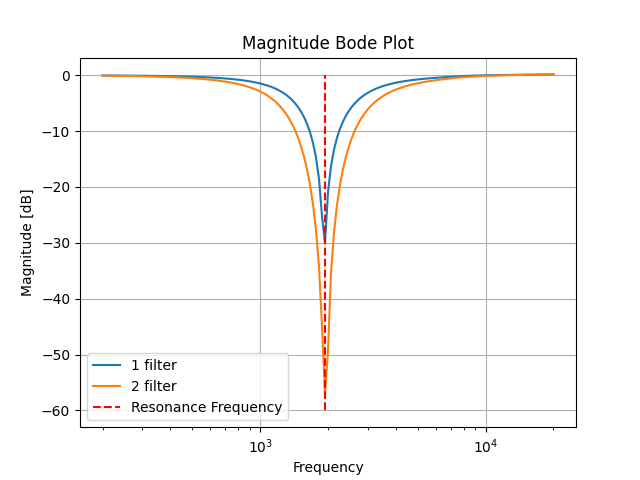 Magnitude Bode Plot
Magnitude [dB]
0
−10
−20
−30
−40
−50
−60
1 filter
2 filter
Resonance Frequency
10³
10⁴
Frequency